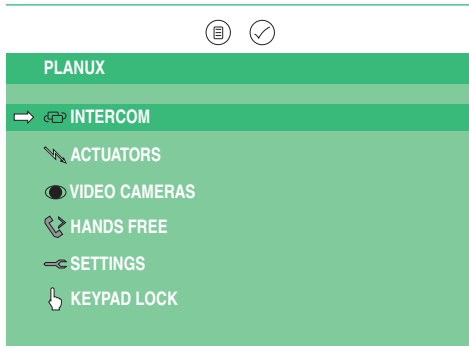 PLANUX
INTERCOM
ACTUATORS
VIDEO CAMERAS
HANDS FREE
SETTINGS
KEYPAD LOCK